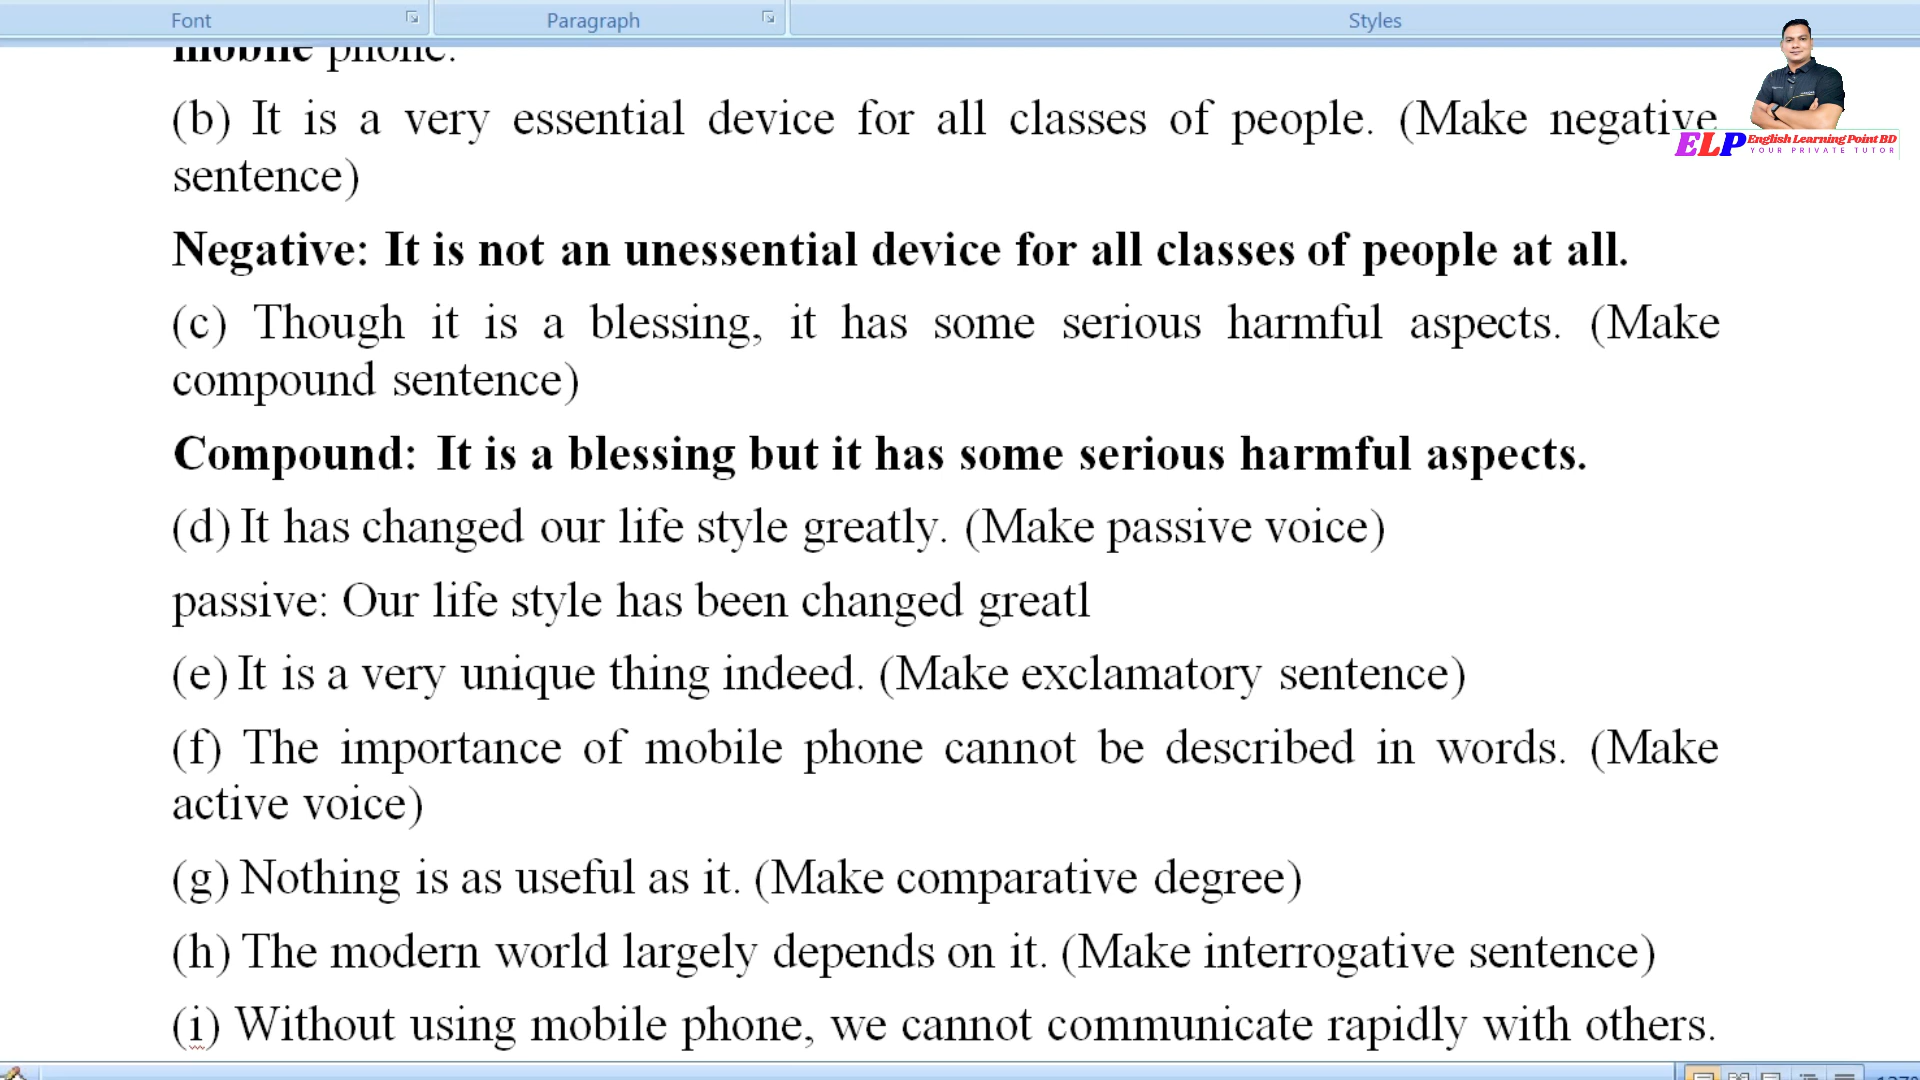 Font Paragraph Styles
mobile phone.
(b) It is a very essential device for all classes of people. (Make negative
sentence)
ELP English Learning Point BD
YOUR PRIVATE TUTOR
Negative: It is not an unessential device for all classes of people at all.
(c) Though it is a blessing, it has some serious harmful aspects. (Make
compound sentence)
Compound: It is a blessing but it has some serious harmful aspects.
(d) It has changed our life style greatly. (Make passive voice)
passive: Our life style has been changed greatl
(e) It is a very unique thing indeed. (Make exclamatory sentence)
(f) The importance of mobile phone cannot be described in words. (Make
active voice)
(g) Nothing is as useful as it. (Make comparative degree)
(h) The modern world largely depends on it. (Make interrogative sentence)
(i) Without using mobile phone, we cannot communicate rapidly with others.